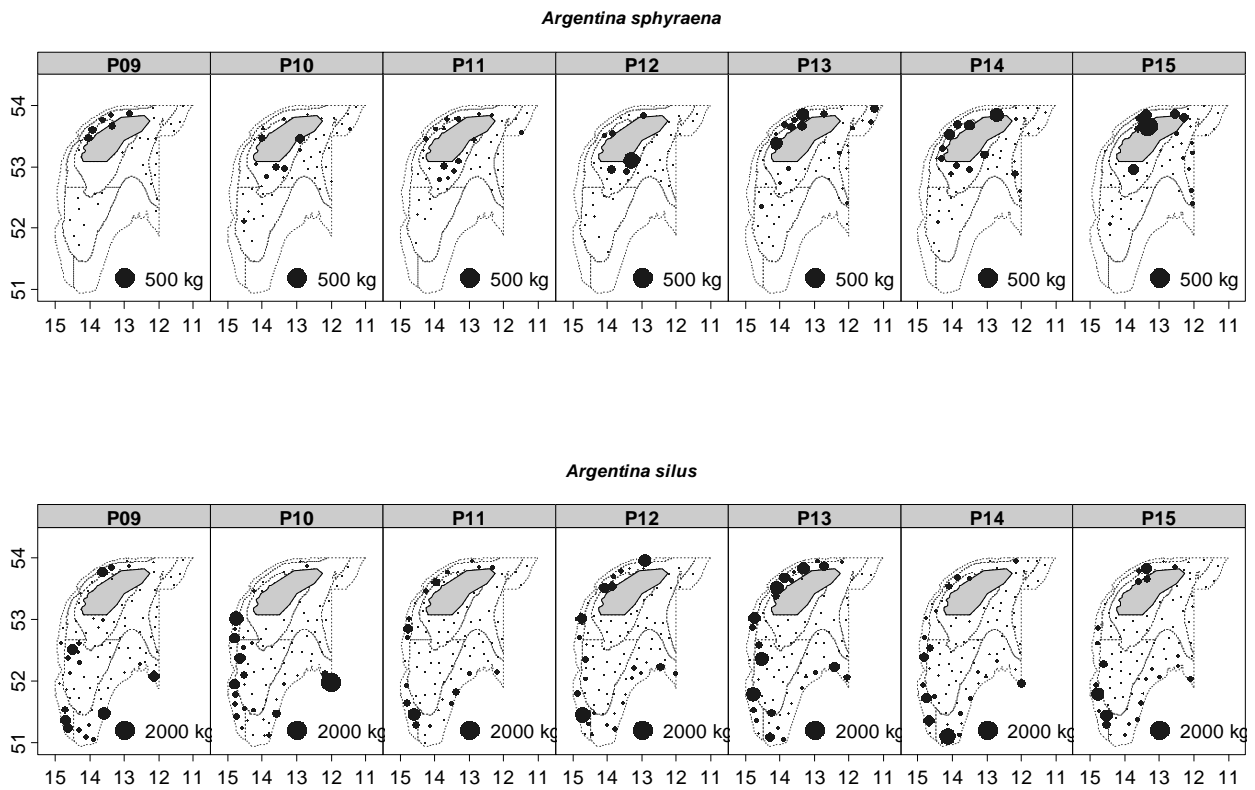 Argentina sphyraena
P09 P10 P11 P12 P13 P14 P15
54
53
52
51
500 kg 500 kg 500 kg 500 kg 500 kg 500 kg 500 kg
15 14 13 12 11 15 14 13 12 11 15 14 13 12 11 15 14 13 12 11 15 14 13 12 11 15 14 13 12 11 15 14 13 12 11
Argentina silus
P09 P10 P11 P12 P13 P14 P15
54
53
52
51
2000 kg 2000 kg 2000 kg 2000 kg 2000 kg 2000 kg 2000 kg
15 14 13 12 11 15 14 13 12 11 15 14 13 12 11 15 14 13 12 11 15 14 13 12 11 15 14 13 12 11 15 14 13 12 11